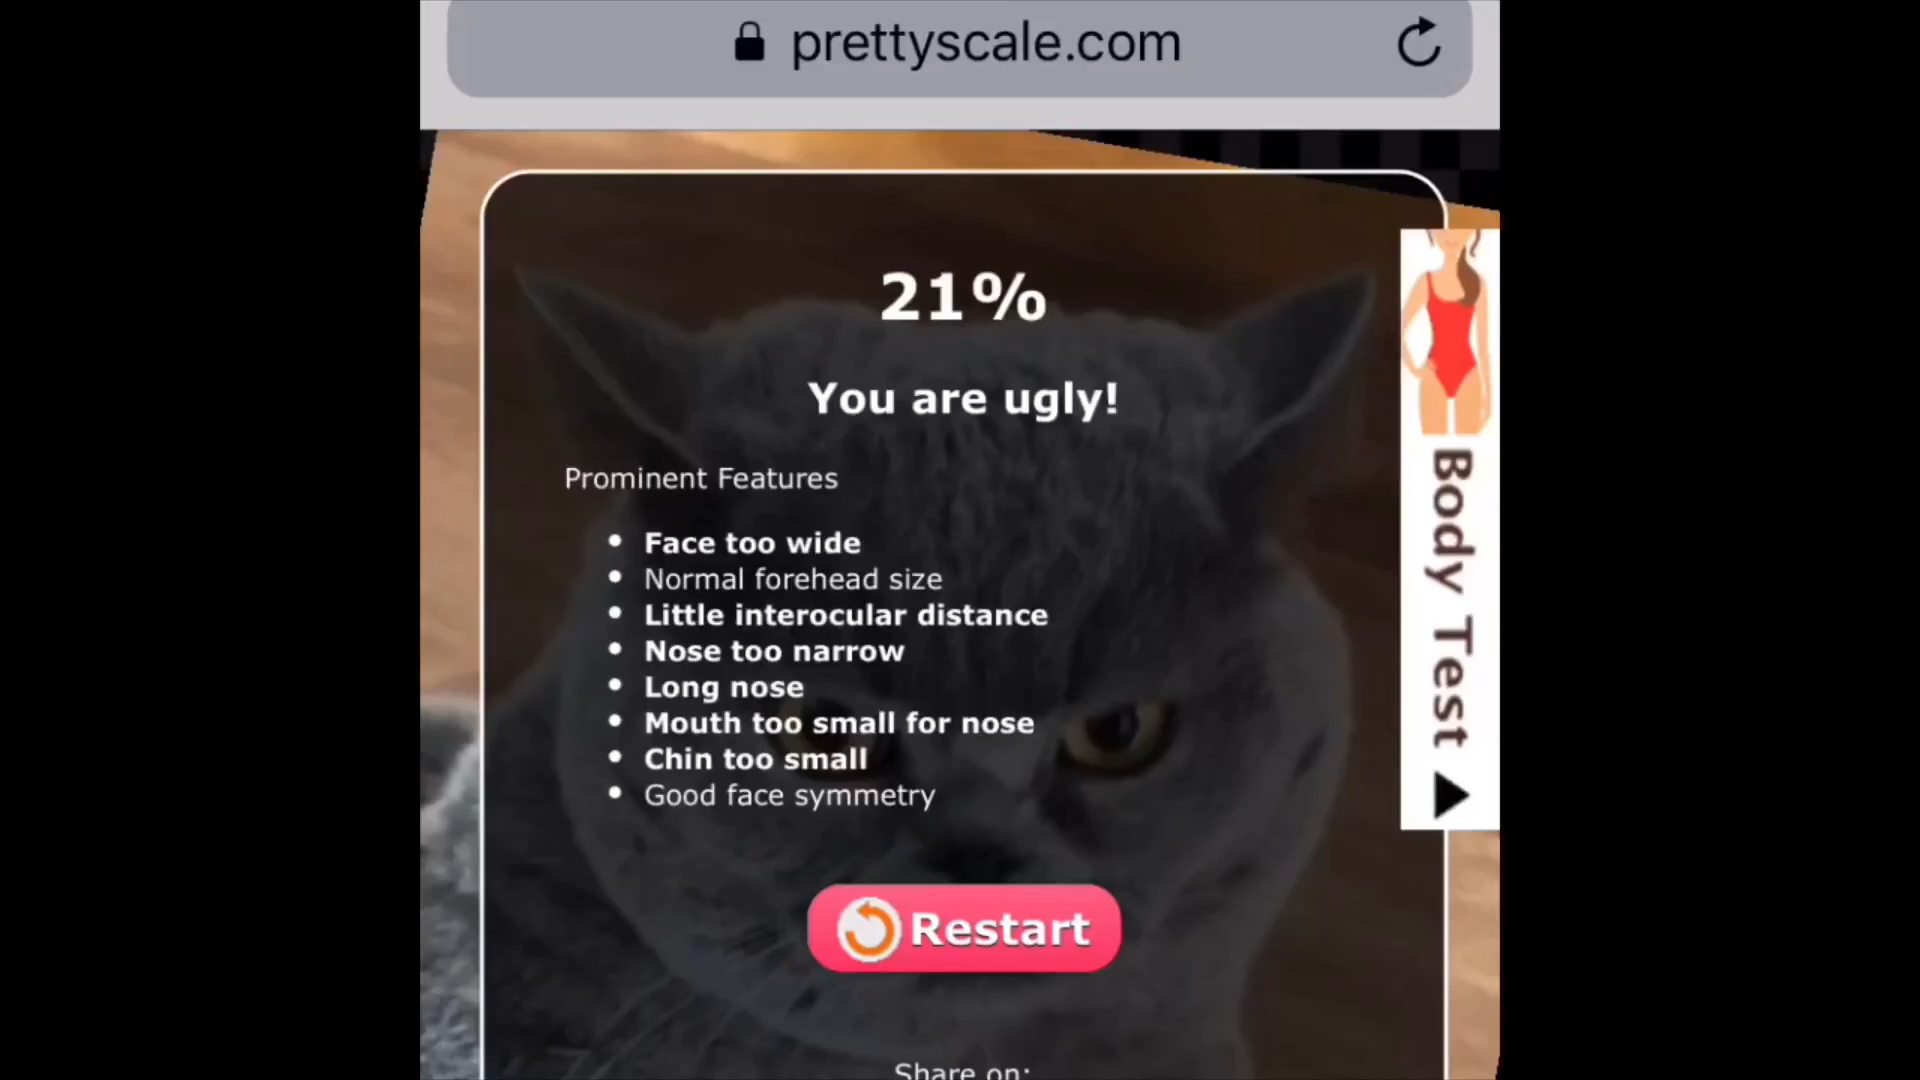 prettyscale.com
21%
You are ugly!
Prominent Features
Face too wide
Normal forehead size
Little interocular distance
Nose too narrow
Long nose
Mouth too small for nose
Chin too small
Good face symmetry
Body Test
Restart
Share on: